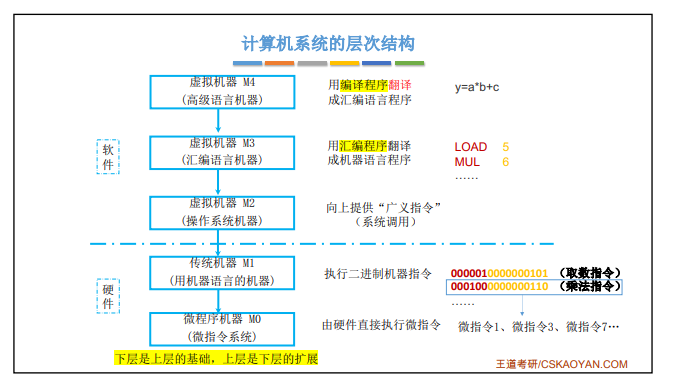 计算机系统的层次结构
虚拟机器 M4
(高级语言机器)
用编译程序翻译
成汇编语言程序
y=a*b+c
软
件
虚拟机器 M3
(汇编语言机器)
用汇编程序翻译
成机器语言程序
LOAD 5
MUL 6
……
虚拟机器 M2
(操作系统机器)
向上提供“广义指令”
（系统调用）
硬
件
传统机器 M1
(用机器语言的机器)
执行二进制机器指令
0000010000000101 （取数指令）
0001000000000110 （乘法指令）
……
微程序机器 M0
(微指令系统)
由硬件直接执行微指令
微指令1、微指令3、微指令7…
下层是上层的基础，上层是下层的扩展
王道考研/CSKAOYAN.COM